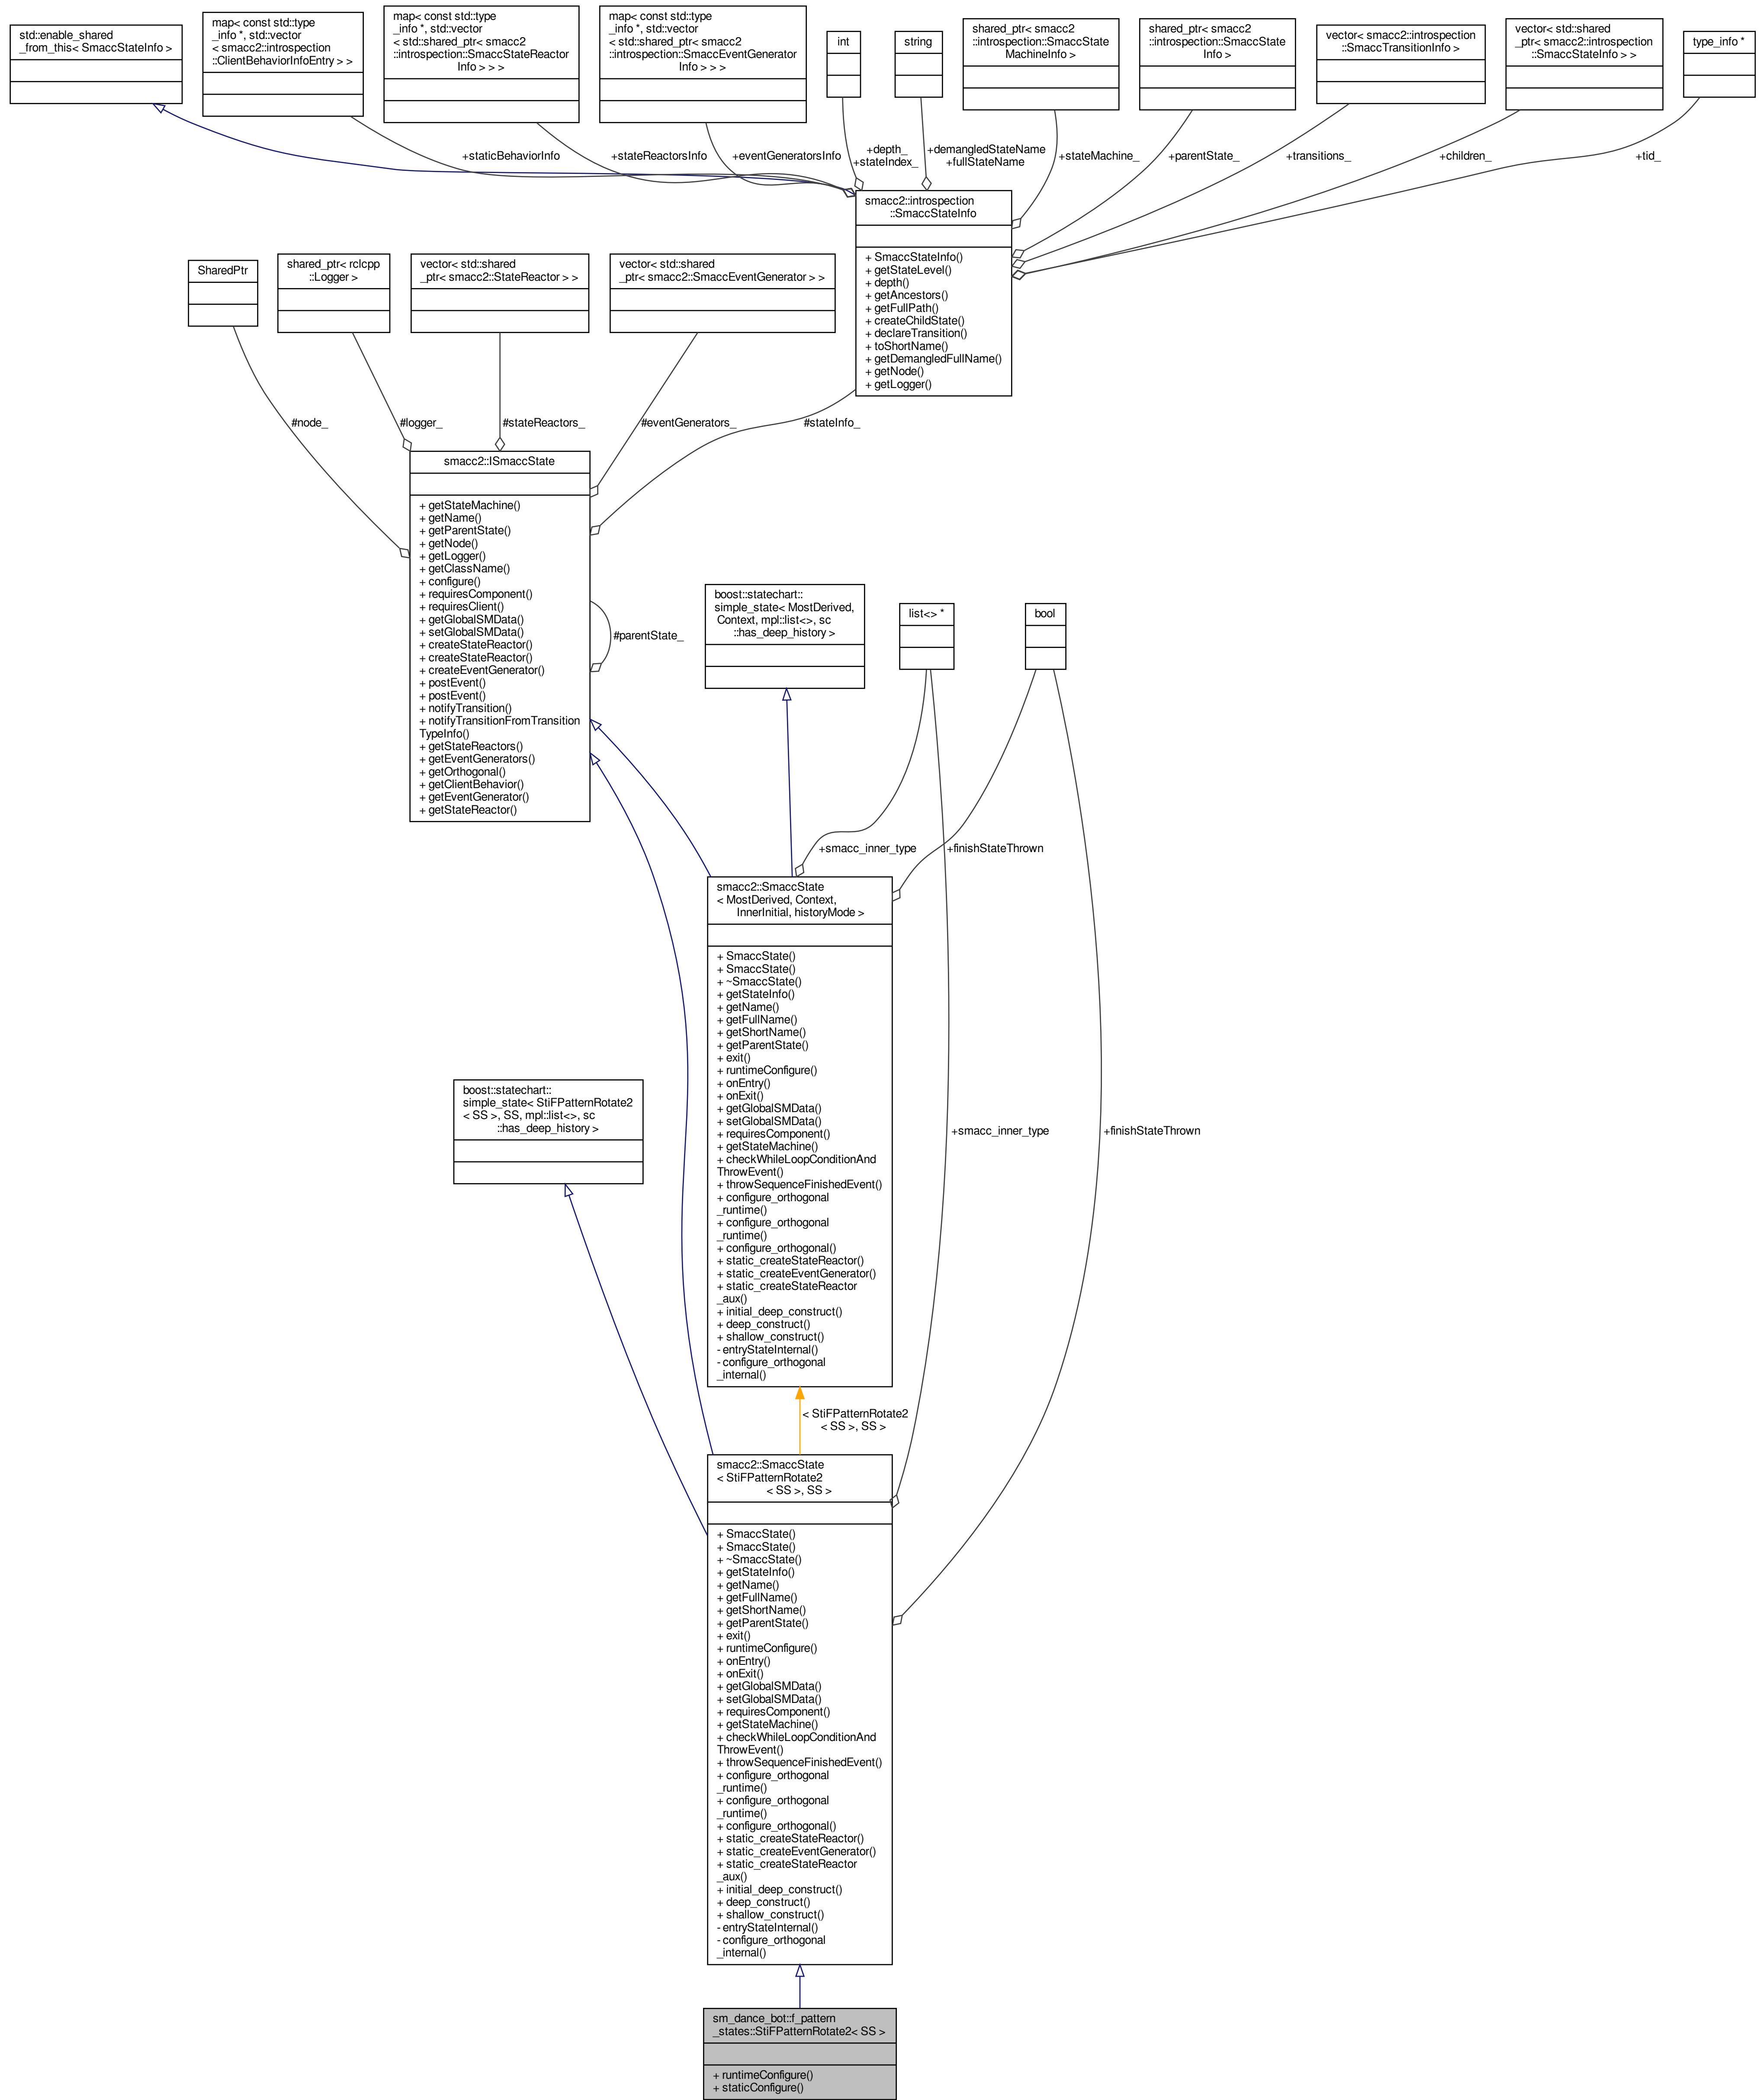 std::enable_shared
_from_this< SmaccStateInfo >
map< const std::type
_info *, std::vector
< smacc2::introspection
::ClientBehaviorInfoEntry > >
map< const std::type
_info *, std::vector
< std::shared_ptr< smacc2
::introspection::SmaccStateReactor
Info > > >
map< const std::type
_info *, std::vector
< std::shared_ptr< smacc2
::introspection::SmaccEventGenerator
Info > > >
int
string
shared_ptr< smacc2
::introspection::SmaccState
MachineInfo >
shared_ptr< smacc2
::introspection::SmaccState
Info >
vector< smacc2::introspection
::SmaccTransitionInfo >
vector< std::shared
_ptr< smacc2::introspection
::SmaccStateInfo > >
type_info *
+staticBehaviorInfo
+stateReactorsInfo
+eventGeneratorsInfo
+depth_
+stateIndex_
+demangledStateName
+fullStateName
+stateMachine_
+parentState_
+transitions_
+children_
+tid_
smacc2::introspection
::SmaccStateInfo
+ SmaccStateInfo()
+ getStateLevel()
+ depth()
+ getAncestors()
+ getFullPath()
+ createChildState()
+ declareTransition()
+ toShortName()
+ getDemangledFullName()
+ getNode()
+ getLogger()
SharedPtr
shared_ptr< rclcpp
::Logger >
vector< std::shared
_ptr< smacc2::StateReactor > >
vector< std::shared
_ptr< smacc2::SmaccEventGenerator > >
#node_
#logger_
#stateReactors_
#eventGenerators_
#stateInfo_
smacc2::ISmaccState
+ getStateMachine()
+ getName()
+ getParentState()
+ getNode()
+ getLogger()
+ getClassName()
+ configure()
+ requiresComponent()
+ requiresClient()
+ getGlobalSMData()
+ setGlobalSMData()
+ createStateReactor()
+ createStateReactor()
+ createEventGenerator()
+ postEvent()
+ postEvent()
+ notifyTransition()
+ notifyTransitionFromTransition
TypeInfo()
+ getStateReactors()
+ getEventGenerators()
+ getOrthogonal()
+ getClientBehavior()
+ getEventGenerator()
+ getStateReactor()
#parentState_
boost::statechart::
simple_state< MostDerived,
Context, mpl::list<>, sc
::has_deep_history >
list<> *
bool
+smacc_inner_type
+finishStateThrown
smacc2::SmaccState
< MostDerived, Context,
InnerInitial, historyMode >
+ SmaccState()
+ SmaccState()
+ ~SmaccState()
+ getStateInfo()
+ getName()
+ getFullName()
+ getShortName()
+ getParentState()
+ exit()
+ runtimeConfigure()
+ onEntry()
+ onExit()
+ getGlobalSMData()
+ setGlobalSMData()
+ requiresComponent()
+ getStateMachine()
+ checkWhileLoopConditionAnd
ThrowEvent()
+ throwSequenceFinishedEvent()
+ configure_orthogonal
_runtime()
+ configure_orthogonal
_runtime()
+ configure_orthogonal()
+ static_createStateReactor()
+ static_createEventGenerator()
+ static_createStateReactor
_aux()
+ initial_deep_construct()
+ deep_construct()
+ shallow_construct()
- entryStateInternal()
- configure_orthogonal
_internal()
boost::statechart::
simple_state< StiFPatternRotate2
< SS >, SS, mpl::list<>, sc
::has_deep_history >
+smacc_inner_type
+finishStateThrown
< StiFPatternRotate2
< SS >, SS >
smacc2::SmaccState
< StiFPatternRotate2
< SS >, SS >
+ SmaccState()
+ SmaccState()
+ ~SmaccState()
+ getStateInfo()
+ getName()
+ getFullName()
+ getShortName()
+ getParentState()
+ exit()
+ runtimeConfigure()
+ onEntry()
+ onExit()
+ getGlobalSMData()
+ setGlobalSMData()
+ requiresComponent()
+ getStateMachine()
+ checkWhileLoopConditionAnd
ThrowEvent()
+ throwSequenceFinishedEvent()
+ configure_orthogonal
_runtime()
+ configure_orthogonal
_runtime()
+ configure_orthogonal()
+ static_createStateReactor()
+ static_createEventGenerator()
+ static_createStateReactor
_aux()
+ initial_deep_construct()
+ deep_construct()
+ shallow_construct()
- entryStateInternal()
- configure_orthogonal
_internal()
sm_dance_bot::f_pattern
_states::StiFPatternRotate2< SS >
+ runtimeConfigure()
+ staticConfigure()